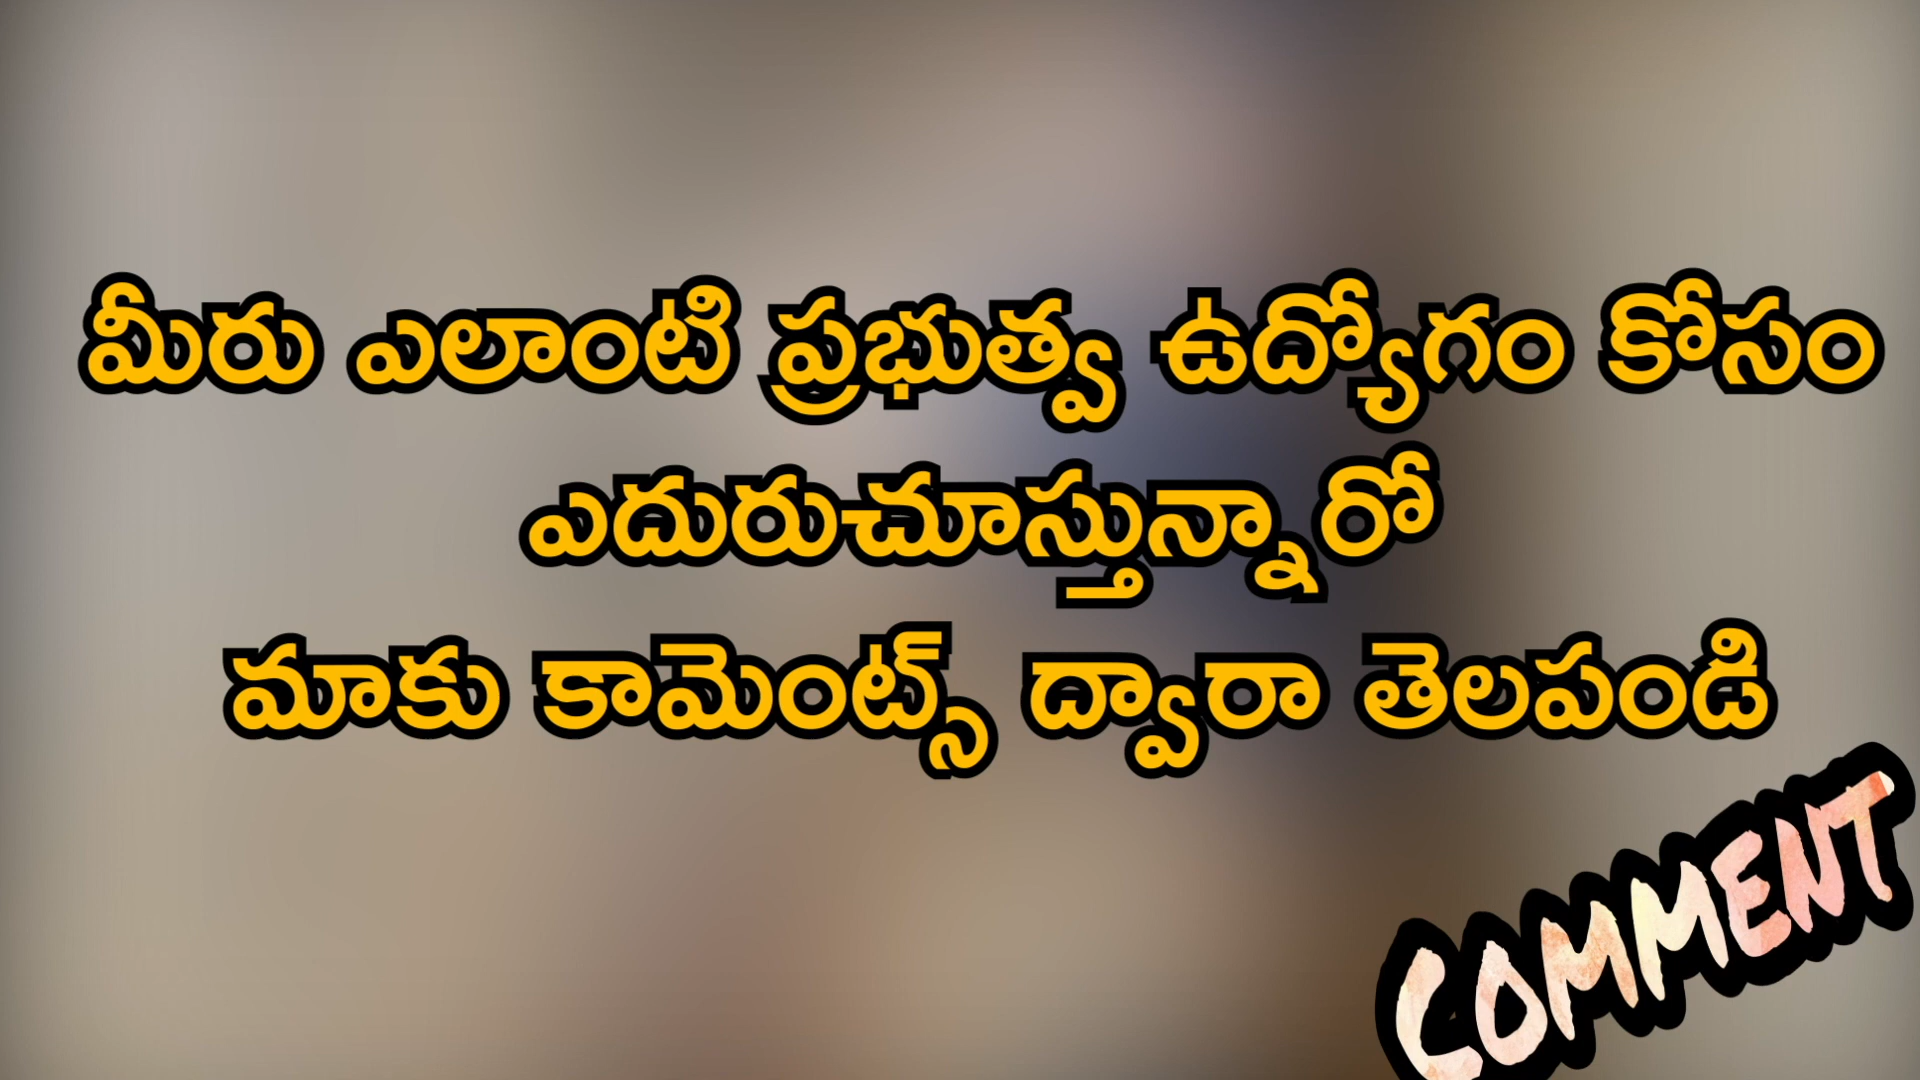 మీరు ఎలాంటి ప్రభుత్వ ఉద్యోగం కోసం
ఎదురుచూస్తున్నారో
మాకు కామెంట్స్ ద్వారా తెలపండి
COMMENT